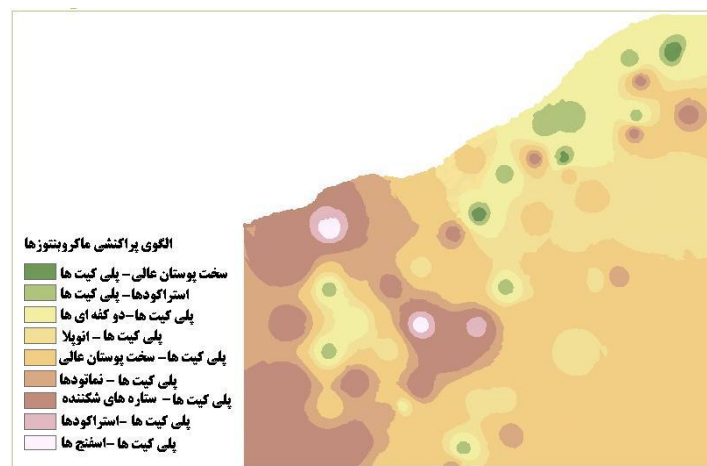 الگوی پراکنشی ماکروبنتوزها
سخت پوستان عالی - پلی کیت ها
استراکودها - پلی کیت ها
پلی کیت ها - دو کفه ای ها
پلی کیت ها - انوپلا
پلی کیت ها - سخت پوستان عالی
پلی کیت ها - نماتودها
پلی کیت ها - ستاره های شکننده
پلی کیت ها - استراکودها
پلی کیت ها - اسفنج ها